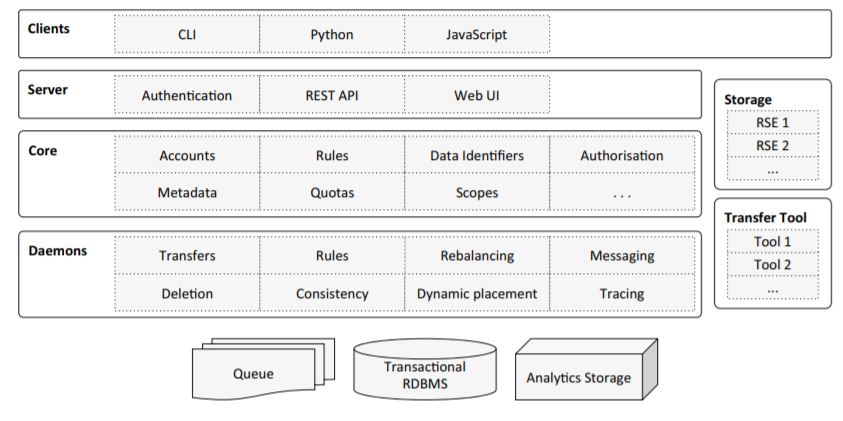 Clients
CLI Python JavaScript
Server
Authentication REST API Web UI
Core
Accounts Rules Data Identifiers Authorisation
Metadata Quotas Scopes ...
Daemons
Transfers Rules Rebalancing Messaging
Deletion Consistency Dynamic placement Tracing
Storage
RSE 1
RSE 2
...
Transfer Tool
Tool 1
Tool 2
...
Queue
Transactional
RDBMS
Analytics Storage